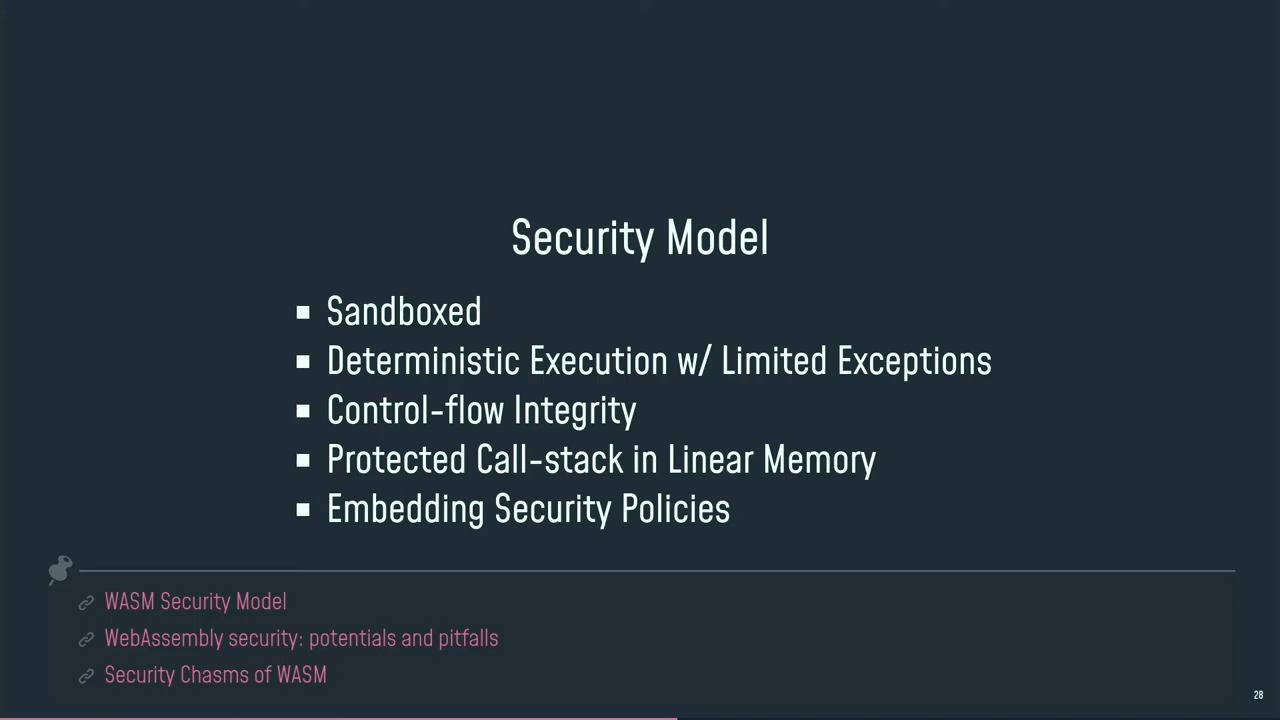 Security Model
Sandboxed
Deterministic Execution w/ Limited Exceptions
Control-flow Integrity
Protected Call-stack in Linear Memory
Embedding Security Policies
WASM Security Model
WebAssembly security: potentials and pitfalls
Security Chasms of WASM
28